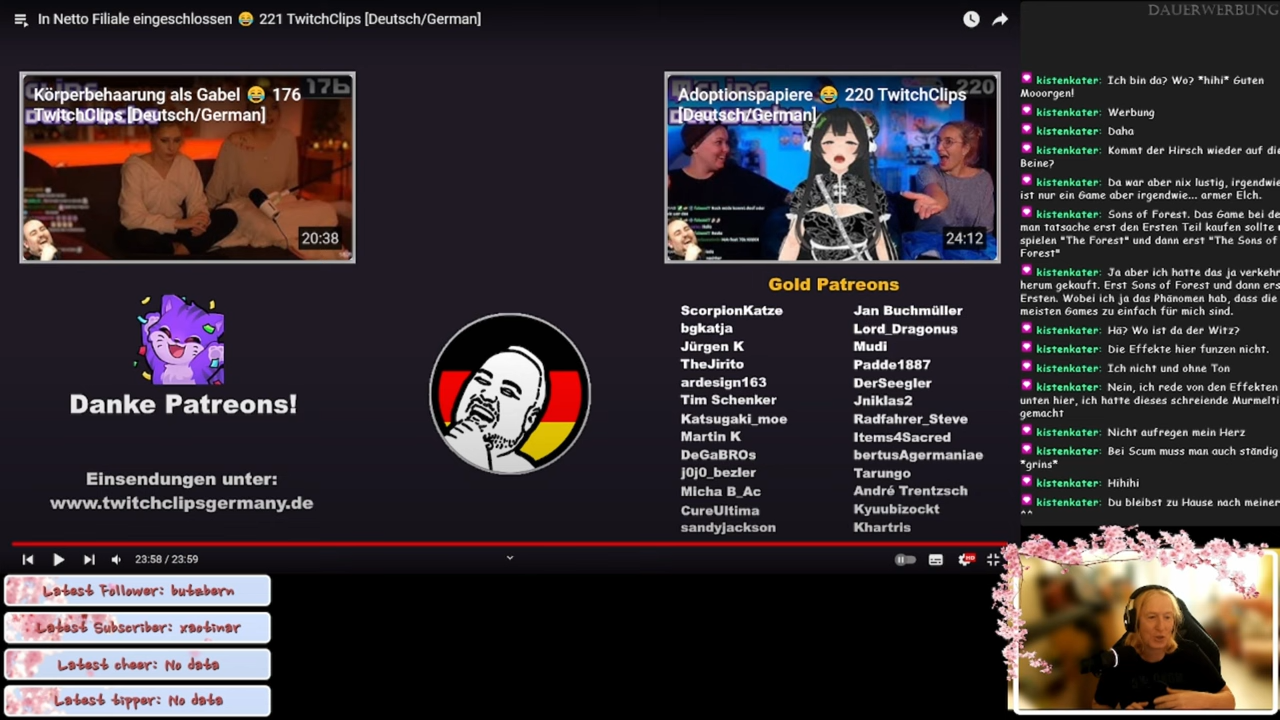 In Netto Filiale eingeschlossen 😂 221 TwitchClips [Deutsch/German]
Körperbehaarung als Gabel 😂 176
TwitchClips [Deutsch/German]
20:38
Adoptionspapiere 😂 220 TwitchClips
[Deutsch/German]
24:12
Danke Patreons!
Einsendungen unter:
www.twitchclipsgermany.de
Gold Patreons
ScorpionKatze
bgkatja
Jürgen K
TheJirito
ardesign163
Tim Schenker
Katsugaki_moe
Martin K
DeGaBROs
j0j0_bezler
Micha B_Ac
CureUltima
sandyjackson
Jan Buchmüller
Lord_Dragonus
Mudi
Padde1887
DerSeegler
Jniklas2
Radfahrer_Steve
Items4Sacred
bertusAgermaniae
Tarungo
André Trentzsch
Kyuubizockt
Khartris
23:58 / 23:59
HD
Latest Follower: butabern
Latest Subscriber: xaotinar
Latest cheer: No data
Latest tipper: No data
DAUERWERBUNG
kistenkater: Ich bin da? Wo? *hihi* Guten
Mooorgen!
kistenkater: Werbung
kistenkater: Daha
kistenkater: Kommt der Hirsch wieder auf die
Beine?
kistenkater: Da war aber nix lustig, irgendwie
ist nur ein Game aber irgendwie... armer Elch.
kistenkater: Sons of Forest. Das Game bei de
man tatsache erst den Ersten Teil kaufen sollte
spielen "The Forest" und dann erst "The Sons of
Forest"
kistenkater: Ja aber ich hatte das ja verkehr
herum gekauft. Erst Sons of Forest und dann ers
Ersten. Wobei ich ja das Phänomen hab, dass die
meisten Games zu einfach für mich sind.
kistenkater: Hä? Wo ist da der Witz?
kistenkater: Die Effekte hier funzen nicht.
kistenkater: Ich nicht und ohne Ton
kistenkater: Nein, ich rede von den Effekten
unten hier, ich hatte dieses schreiende Murmelti
gemacht
kistenkater: Nicht aufregen mein Herz
kistenkater: Bei Scum muss man auch ständig
*grins*
kistenkater: Hihihi
kistenkater: Du bleibst zu Hause nach meiner
^^